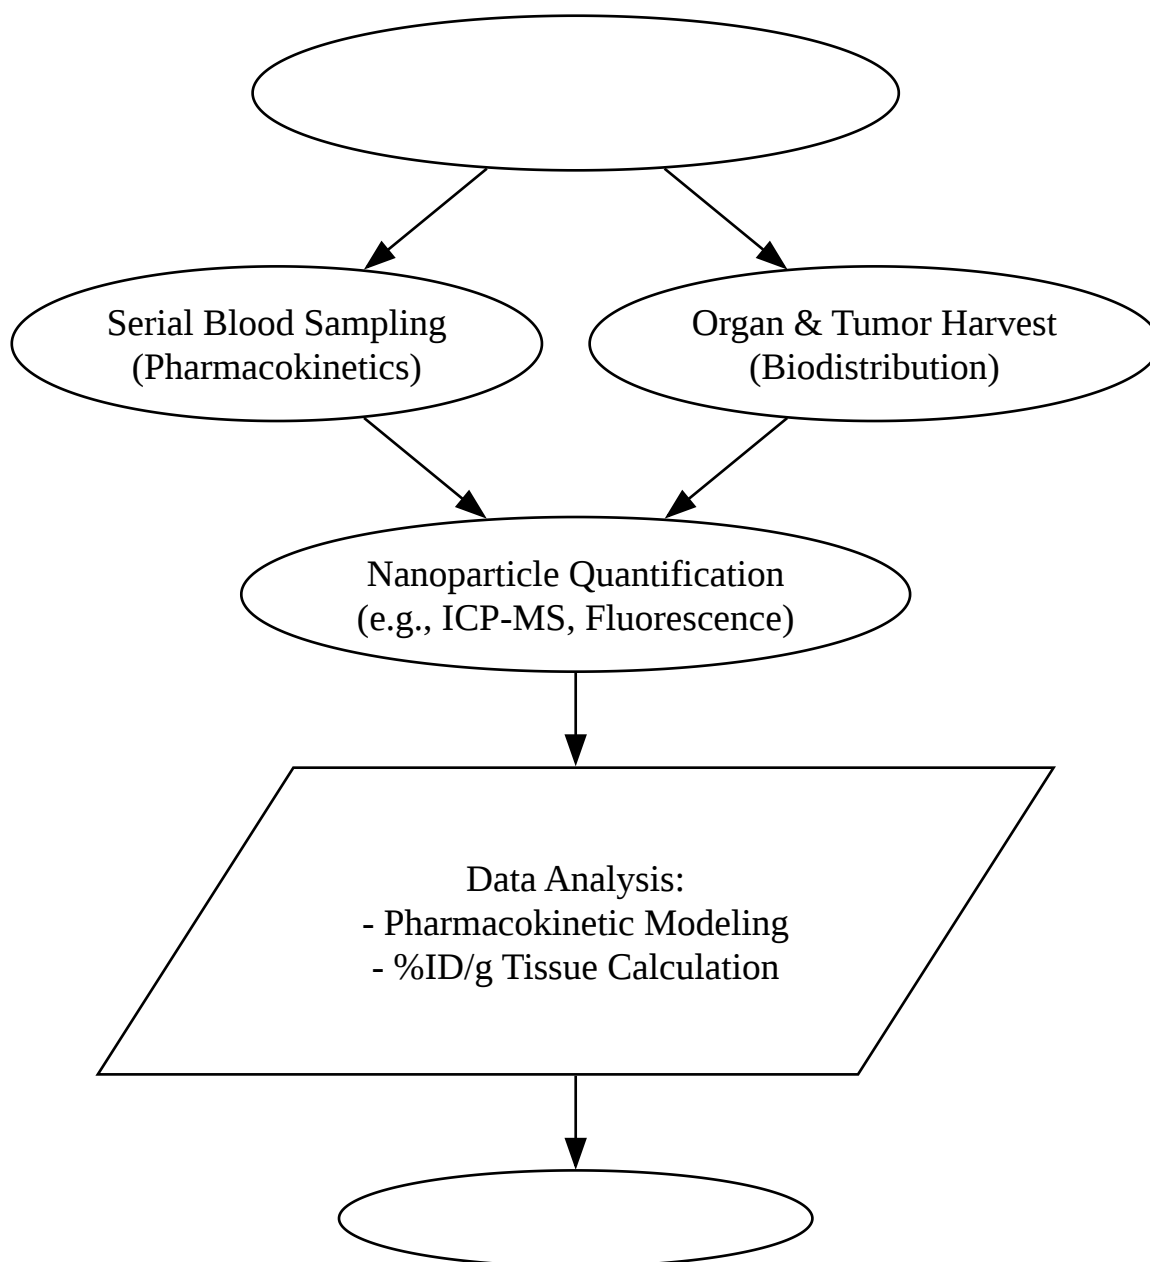 Serial Blood Sampling
(Pharmacokinetics)
Organ & Tumor Harvest
(Biodistribution)
Nanoparticle Quantification
(e.g., ICP-MS, Fluorescence)
Data Analysis:
- Pharmacokinetic Modeling
- %ID/g Tissue Calculation